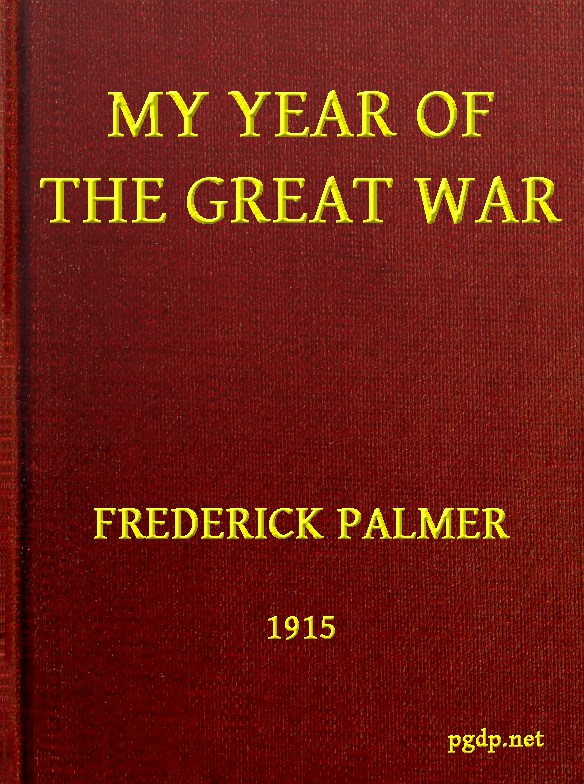 MY YEAR OF
THE GREAT WAR
FREDERICK PALMER
1915
pgdp.net